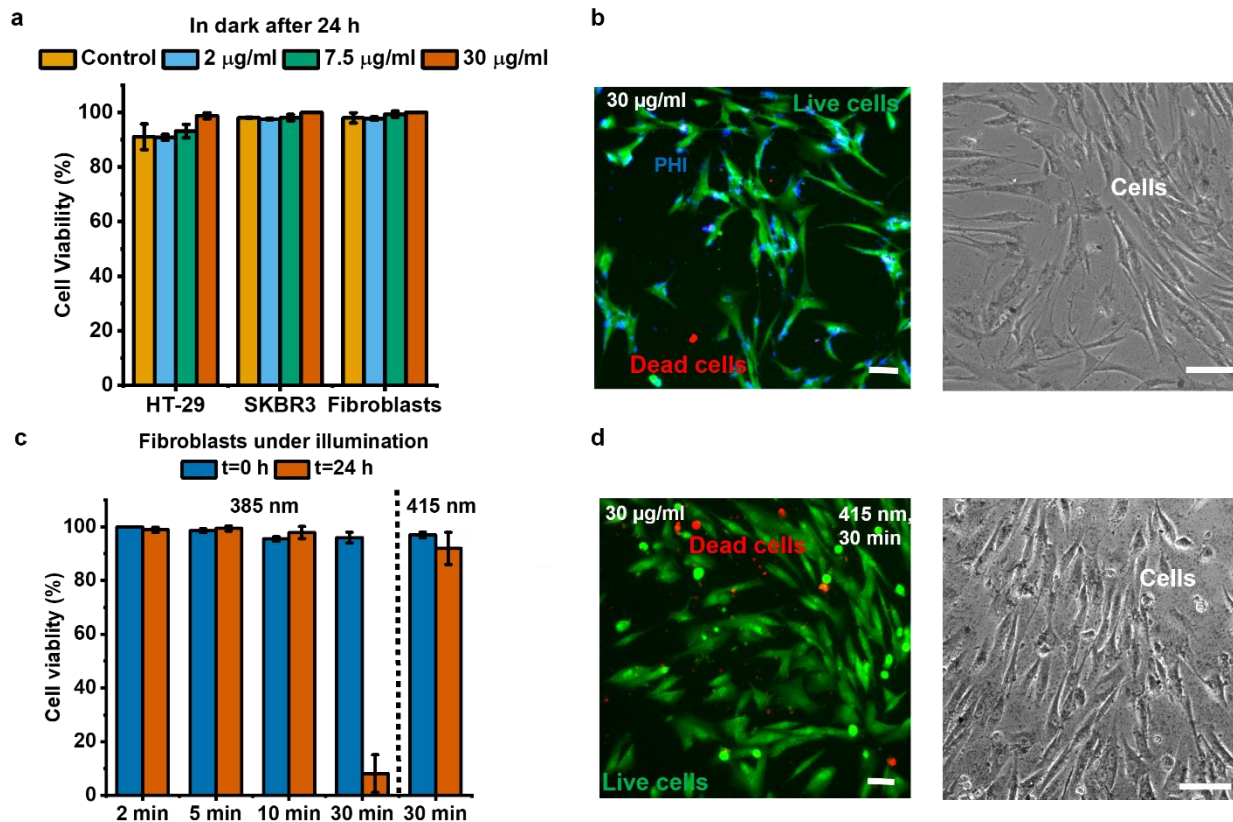 a
In dark after 24 h
Control 2 μg/ml 7.5 μg/ml 30 μg/ml
Cell Viability (%)
100
80
60
40
20
0
HT-29 SKBR3 Fibroblasts
b
30 μg/ml
Live cells
PHI
Dead cells
Cells
c
Fibroblasts under illumination
t=0 h t=24 h
385 nm 415 nm
Cell viablity (%)
100
80
60
40
20
0
2 min 5 min 10 min 30 min 30 min
d
30 μg/ml
415 nm,
30 min
Dead cells
Live cells
Cells